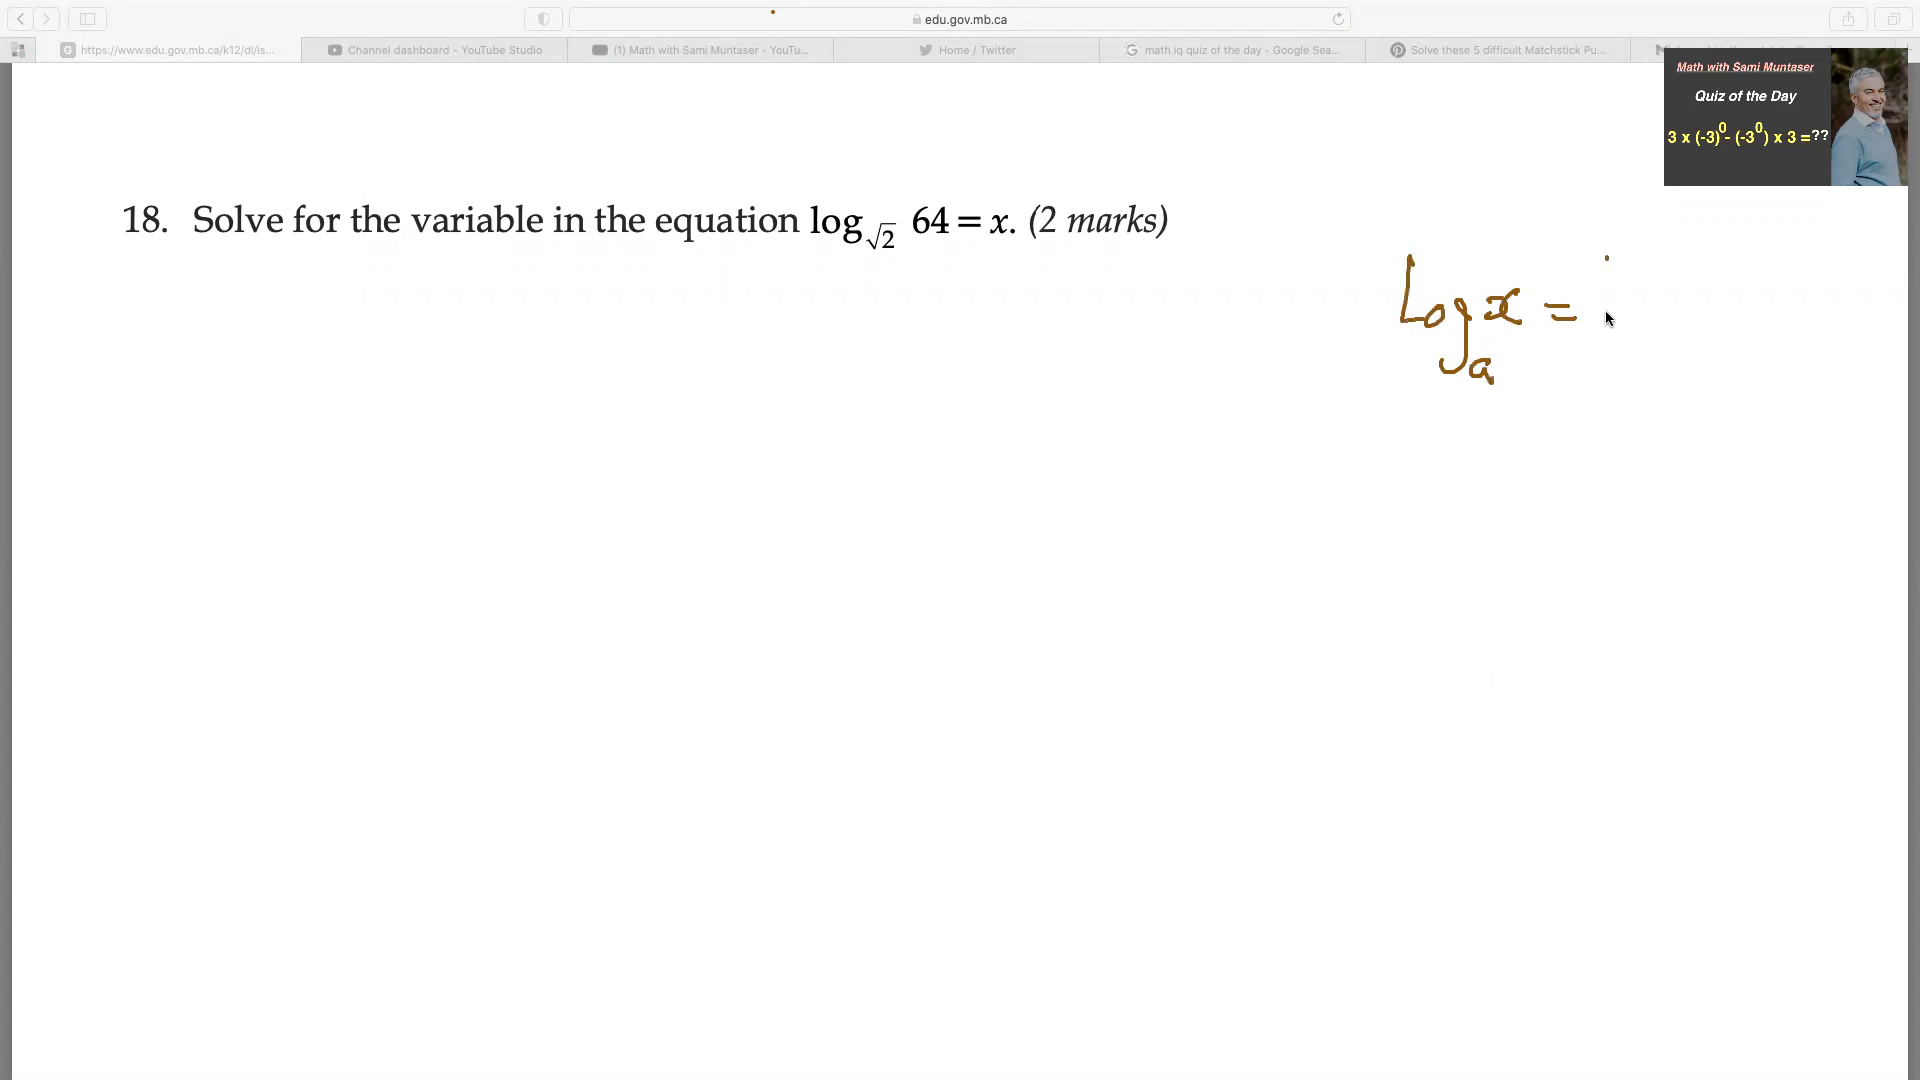 edu.gov.mb.ca
https://www.edu.gov.mb.ca/k12/dl/is...
Channel dashboard - YouTube Studio
(1) Math with Sami Muntaser - YouTu...
Home / Twitter
math iq quiz of the day - Google Sea...
Solve these 5 difficult Matchstick Pu...
Math with Sami Muntaser
Quiz of the Day
3 x (-3)⁰- (-3⁰) x 3 =??
18. Solve for the variable in the equation log_√2 64 = x. (2 marks)
Log_a x =